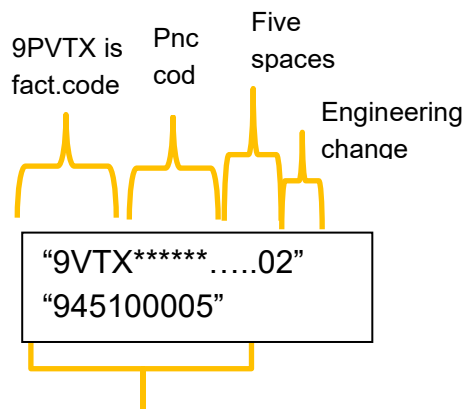 9PVTX is
fact.code
Pnc
cod
Five
spaces
Engineering
change
“9VTX******…..02”
“945100005”